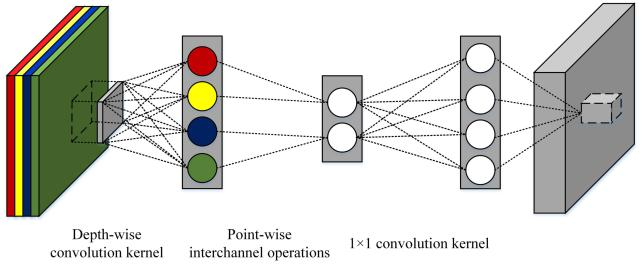 Depth-wise
convolution kernel
Point-wise
interchannel operations
1×1 convolution kernel